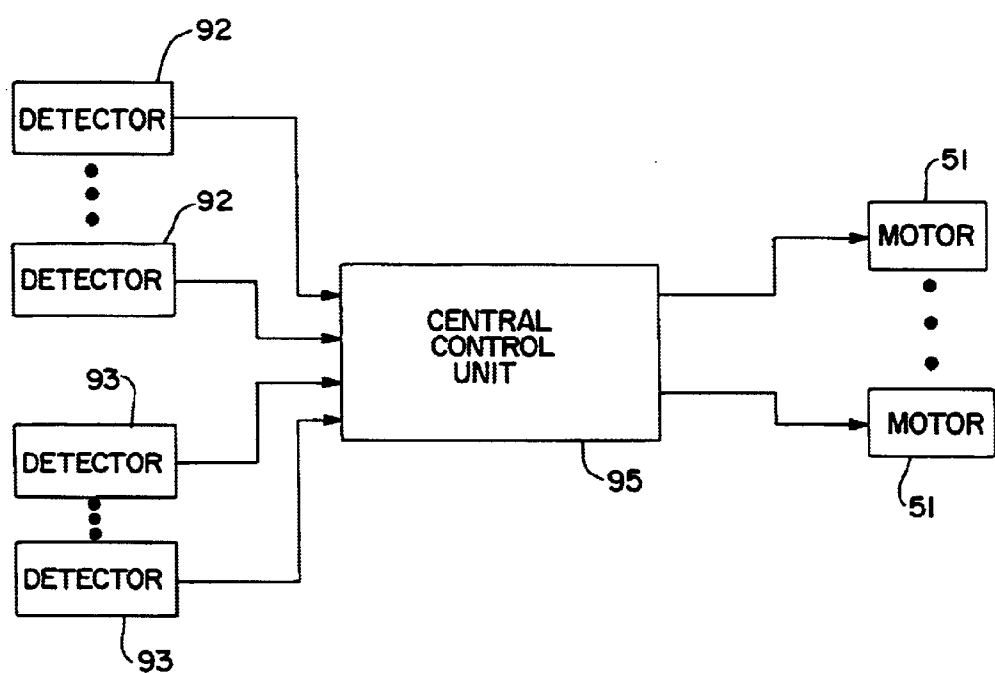 92
DETECTOR
92
DETECTOR
93
DETECTOR
DETECTOR
93
CENTRAL
CONTROL
UNIT
95
51
MOTOR
MOTOR
51